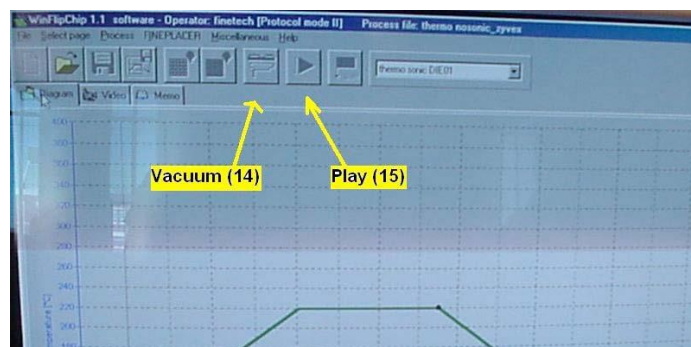 WinFlipChip 1.1 software - Operator: finetech [Protocol mode II] Process file: thermo nosonic_zyvex
File Select page Process FINEPLACER Miscellaneous Help
thermo sonic DIE01
Diagram Video Memo
Vacuum (14) Play (15)
400
380
360
340
320
300
280
260
240
220
200
180